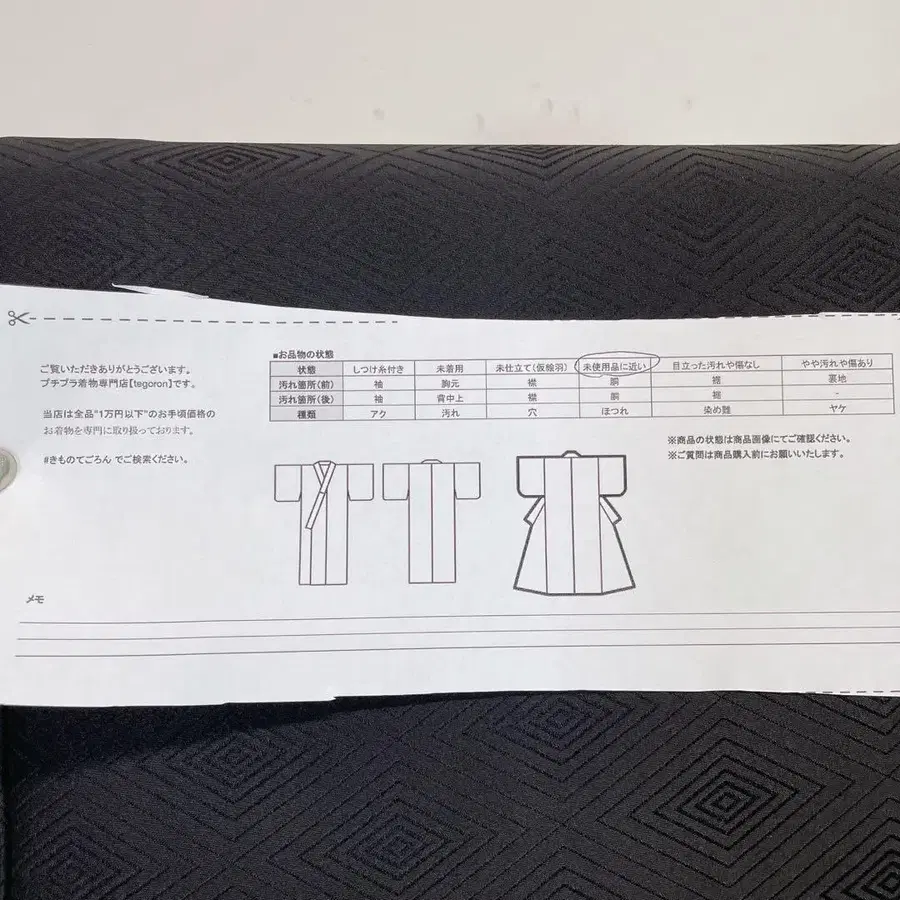 ご覧いただきありがとうございます。
プチプラ着物専門店【tegoron】です。
当店は全品"1万円以下"のお手頃価格の
お着物を専門に取り扱っております。
#きものてごろん でご検索ください。
■お品物の状態
状態 しつけ糸付き 未着用 未仕立て(仮絵羽) 未使用品に近い 目立った汚れや傷なし やや汚れや傷あり
汚れ箇所(前) 袖 胸元 襟 胴 裾 裏地
汚れ箇所(後) 袖 背中上 襟 胴 裾 -
種類 アク 汚れ 穴 ほつれ 染め難 ヤケ
※商品の状態は商品画像にてご確認ください。
※ご質問は商品購入前にお願いいたします。
メモ